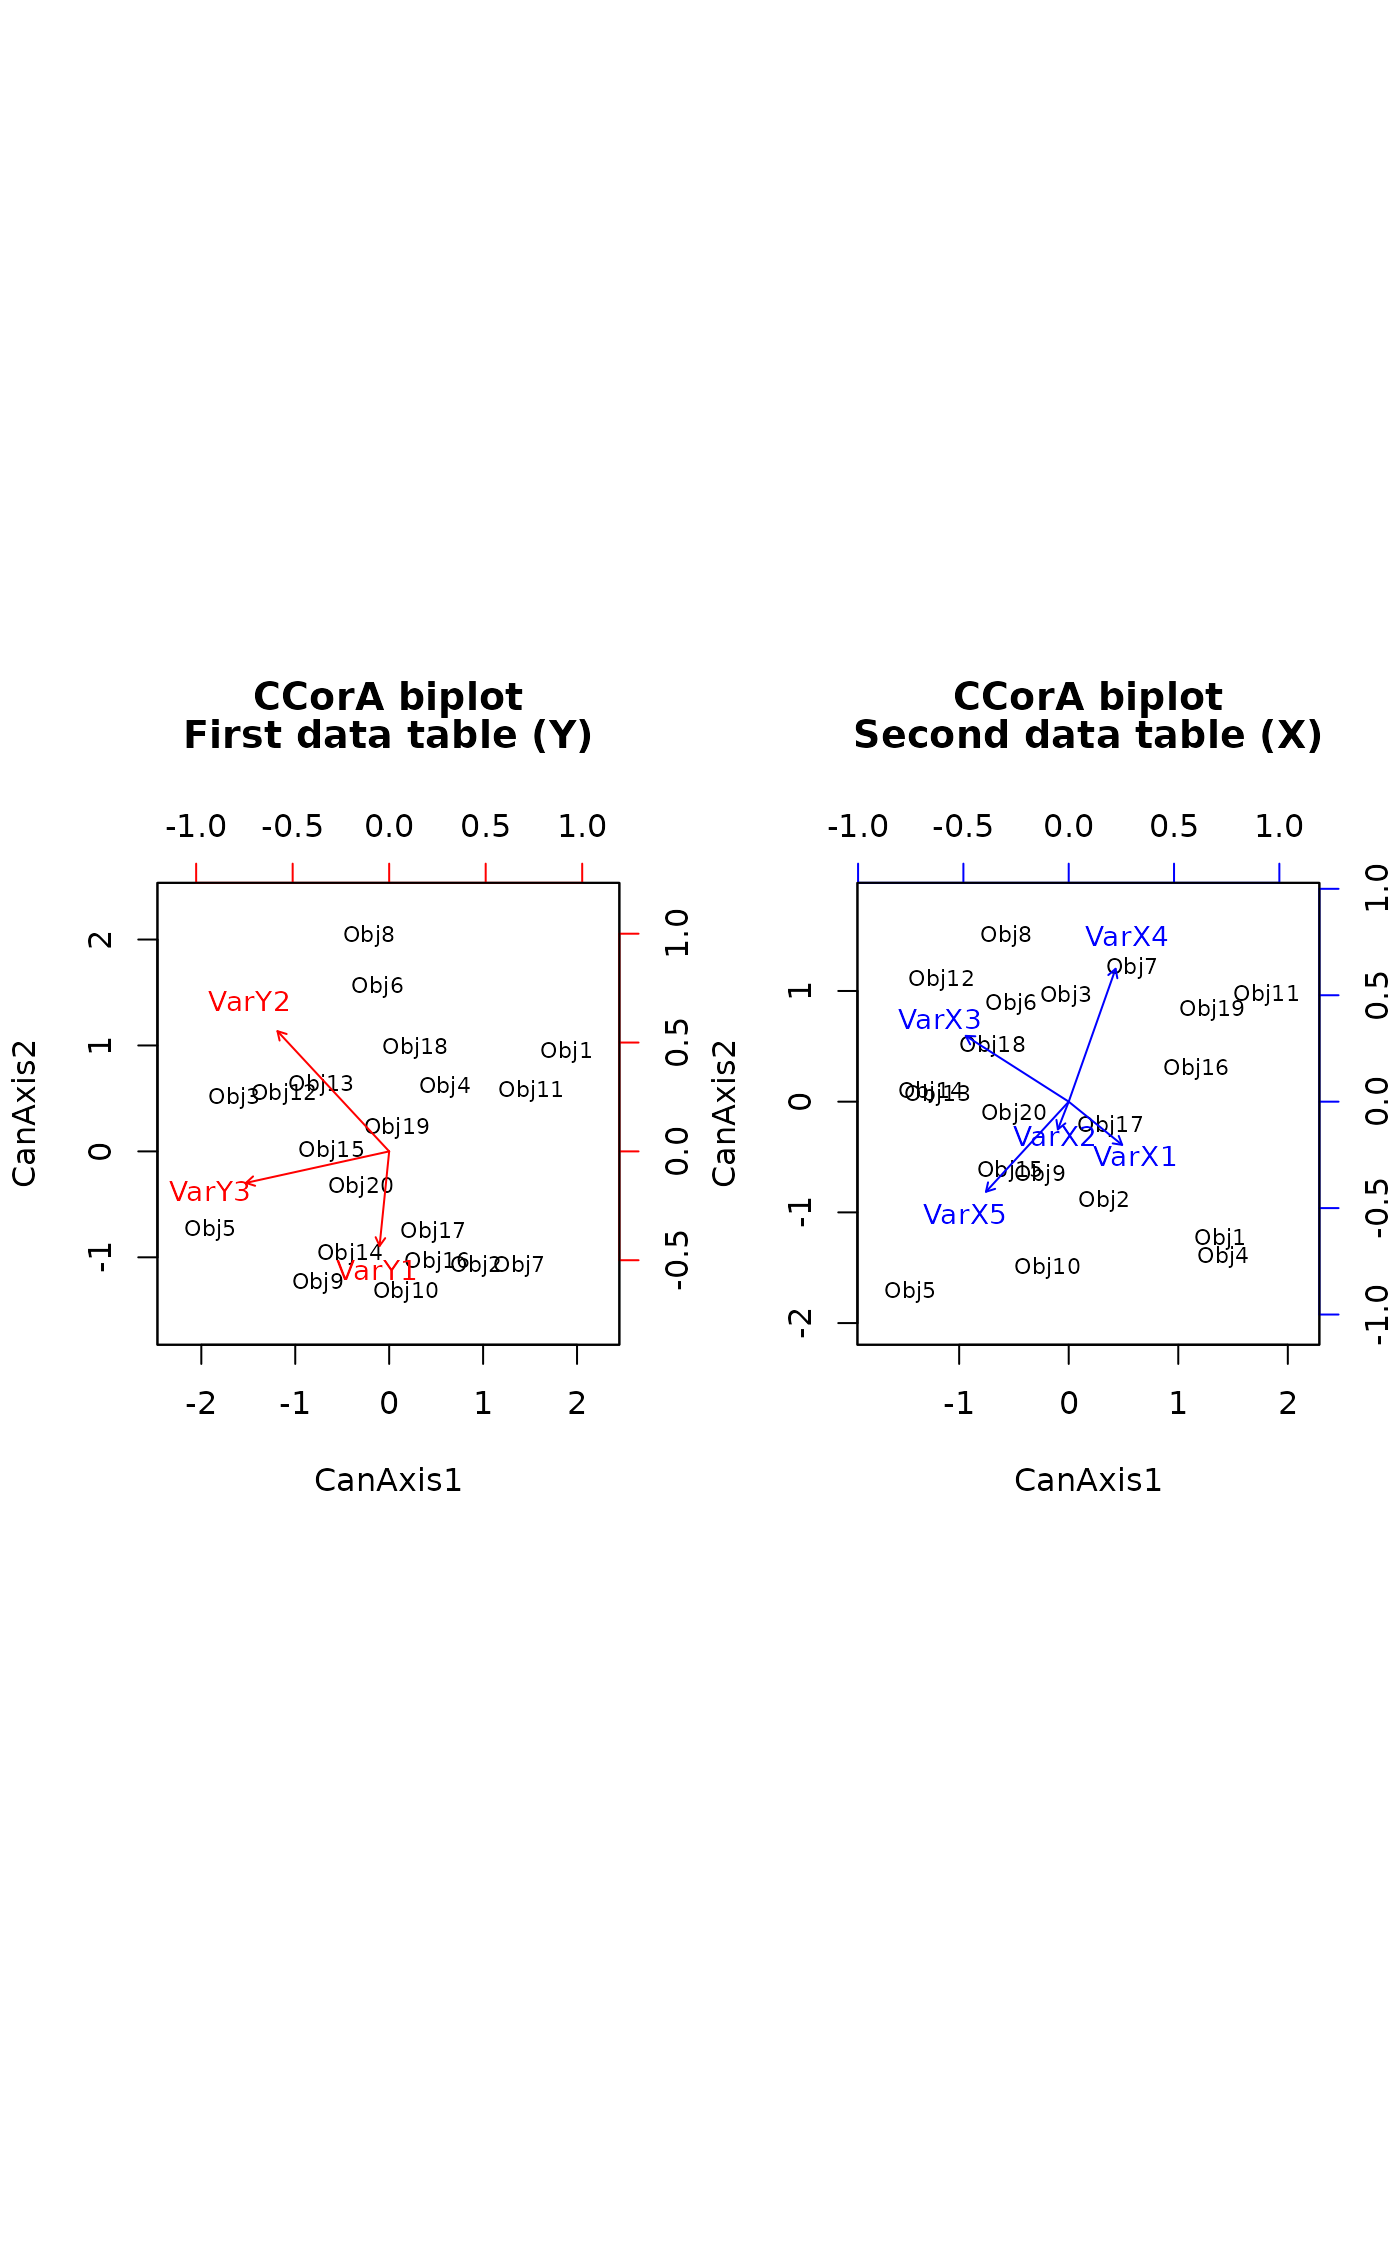 CCorA biplot
First data table (Y)
-1.0 -0.5 0.0 0.5 1.0
2
1
0
-1
CanAxis2
1.0
0.5
0.0
-0.5
Obj8
Obj6
VarY2
Obj18
Obj1
Obj13
Obj4
Obj11
Obj12
Obj3
Obj19
Obj15
Obj20
VarY3
Obj5
Obj17
Obj14
Obj16
Obj2
Obj7
VarY1
Obj9
Obj10
-2 -1 0 1 2
CanAxis1
CCorA biplot
Second data table (X)
-1.0 -0.5 0.0 0.5 1.0
1
0
-1
-2
CanAxis2
1.0
0.5
0.0
-0.5
-1.0
Obj8
VarX4
Obj7
Obj12
Obj3
Obj11
Obj6
Obj19
VarX3
Obj18
Obj16
Obj14
Obj13
Obj20
Obj17
VarX2
VarX1
Obj15
Obj9
Obj2
VarX5
Obj1
Obj4
Obj10
Obj5
-1 0 1 2
CanAxis1